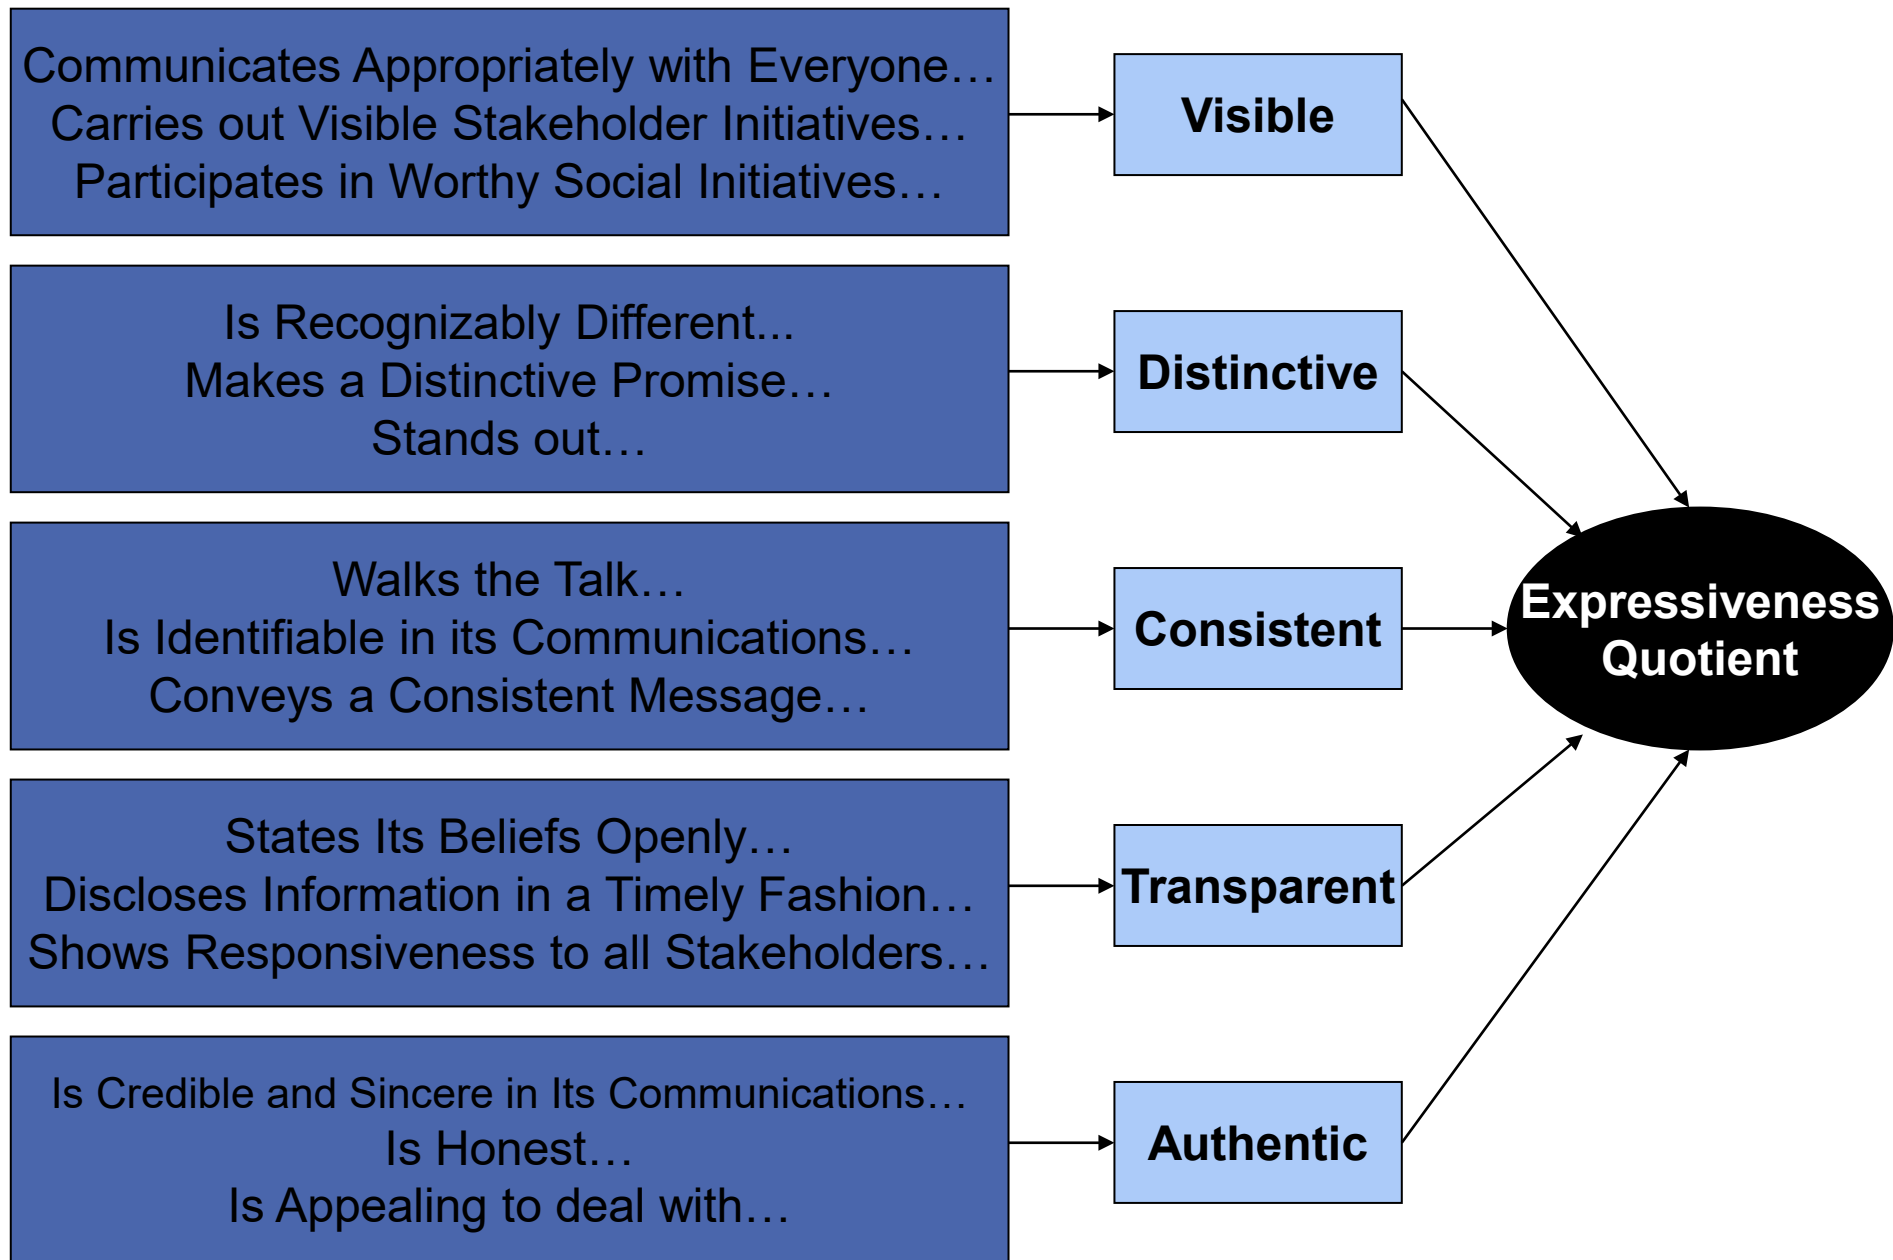 Communicates Appropriately with Everyone…
Carries out Visible Stakeholder Initiatives…
Participates in Worthy Social Initiatives…
Visible
Is Recognizably Different...
Makes a Distinctive Promise…
Stands out…
Distinctive
Walks the Talk…
Is Identifiable in its Communications…
Conveys a Consistent Message…
Consistent
Expressiveness
Quotient
States Its Beliefs Openly…
Discloses Information in a Timely Fashion…
Shows Responsiveness to all Stakeholders…
Transparent
Is Credible and Sincere in Its Communications…
Is Honest…
Is Appealing to deal with…
Authentic